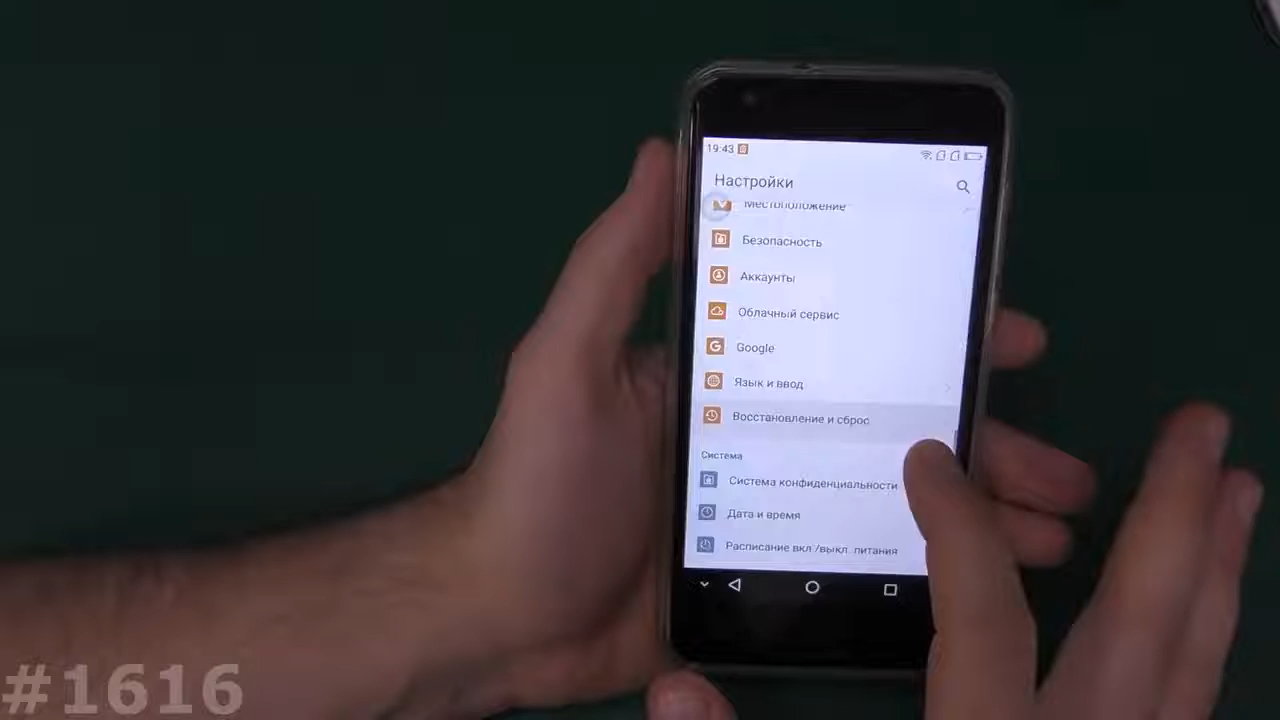 19:43
Настройки
Местоположение
Безопасность
Аккаунты
Облачный сервис
Google
Язык и ввод
Восстановление и сброс
Система
Система конфиденциальности
Дата и время
Расписание вкл./выкл. питания
#1616